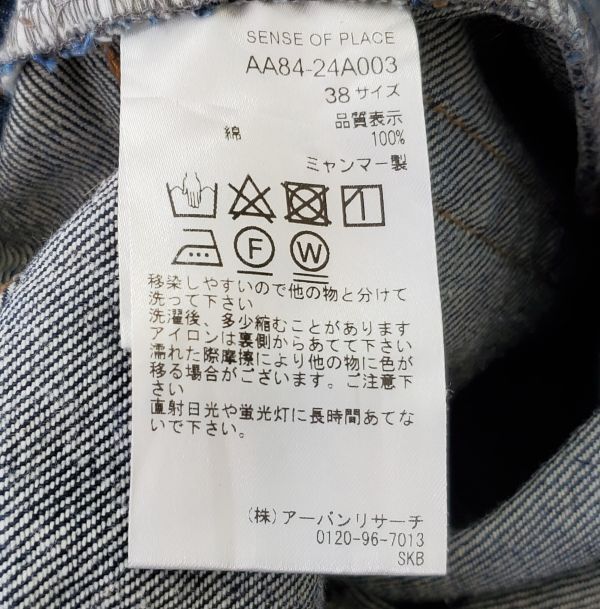 SENSE OF PLACE
AA84-24A003
38サイズ
品質表示
綿 100%
ミャンマー製
F W
移染しやすいので他の物と分けて
洗って下さい
洗濯後、多少縮むことがあります
アイロンは裏側からあてて下さい
濡れた際摩擦により他の物に色が
移る場合がございます。ご注意下
さい
直射日光や蛍光灯に長時間あてな
いで下さい。
(株)アーバンリサーチ
0120-96-7013
SKB